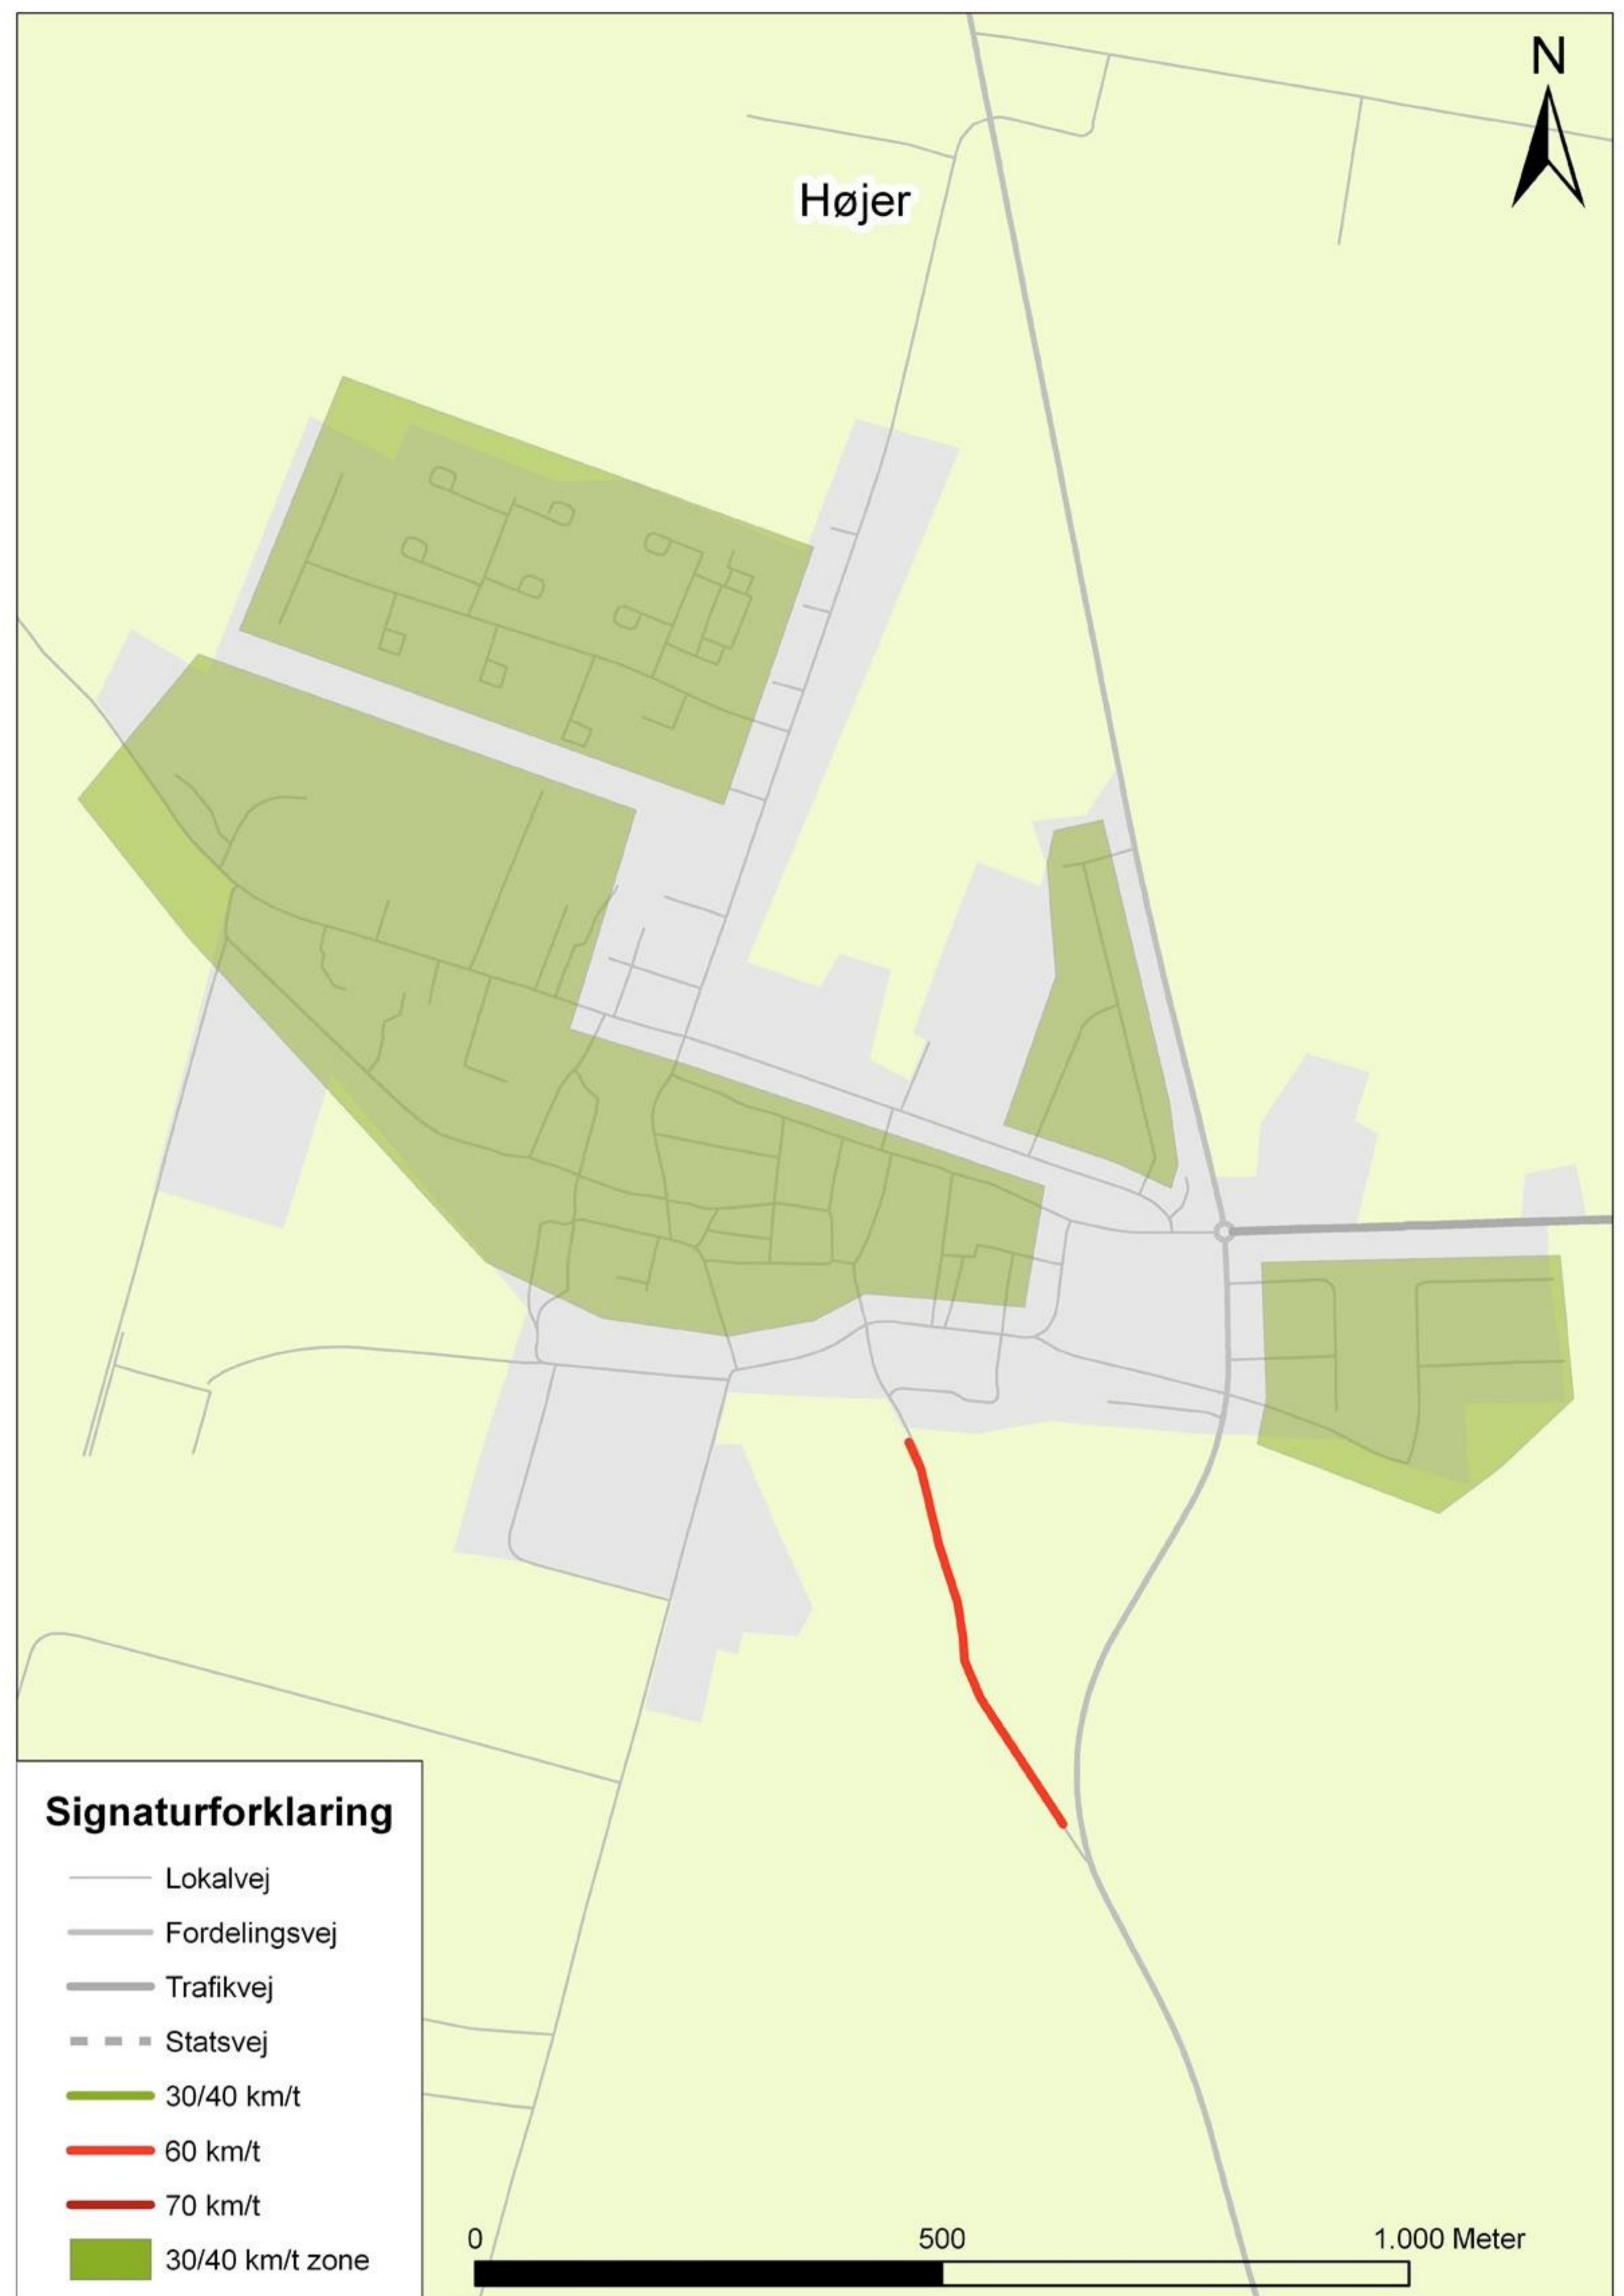 N
Højer
Signaturforklaring
Lokalvej
Fordelingsvej
Trafikvej
Statsvej
30/40 km/t
60 km/t
70 km/t
30/40 km/t zone
0 500 1.000 Meter